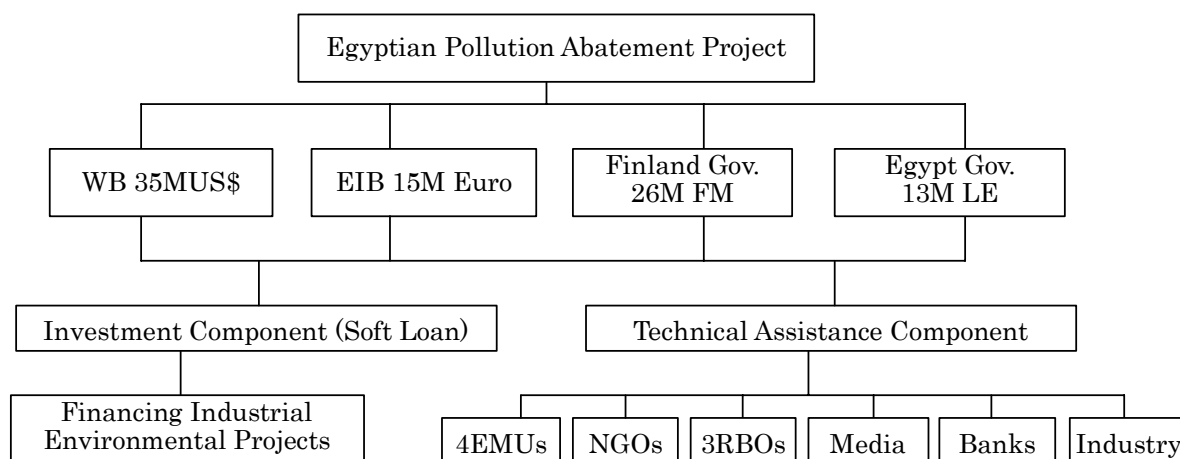 Egyptian Pollution Abatement Project
WB 35MUS$
EIB 15M Euro
Finland Gov.
26M FM
Egypt Gov.
13M LE
Investment Component (Soft Loan)
Technical Assistance Component
Financing Industrial
Environmental Projects
4EMUs
NGOs
3RBOs
Media
Banks
Industry